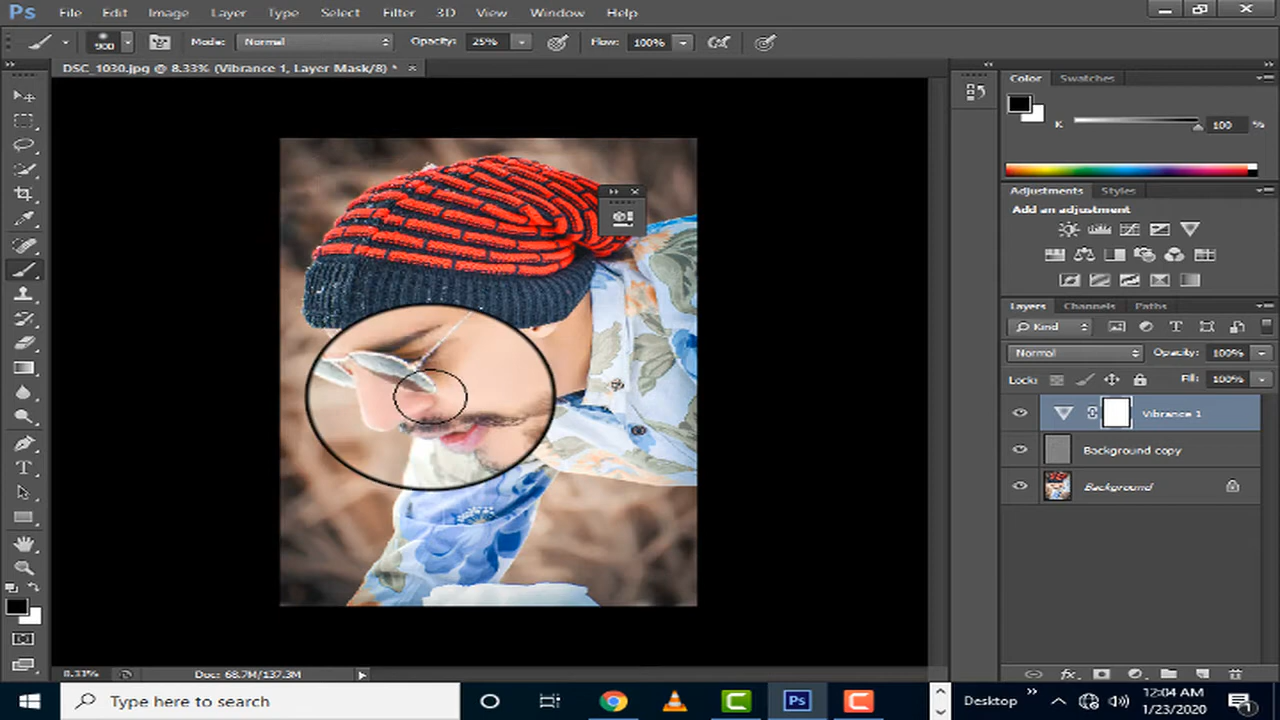 Ps File Edit Image Layer Type Select Filter 3D View Window Help
900 Mode: Normal Opacity: 25% Flow: 100%
DSC_1030.jpg @ 8.33% (Vibrance 1, Layer Mask/8) *
Color Swatches
K 100 %
Adjustments Styles
Add an adjustment
Layers Channels Paths
Kind
Normal Opacity: 100%
Lock: Fill: 100%
Vibrance 1
Background copy
Background
8.33% Doc: 68.7M/137.3M
Type here to search
Ps
Desktop
12:04 AM
1/23/2020
1